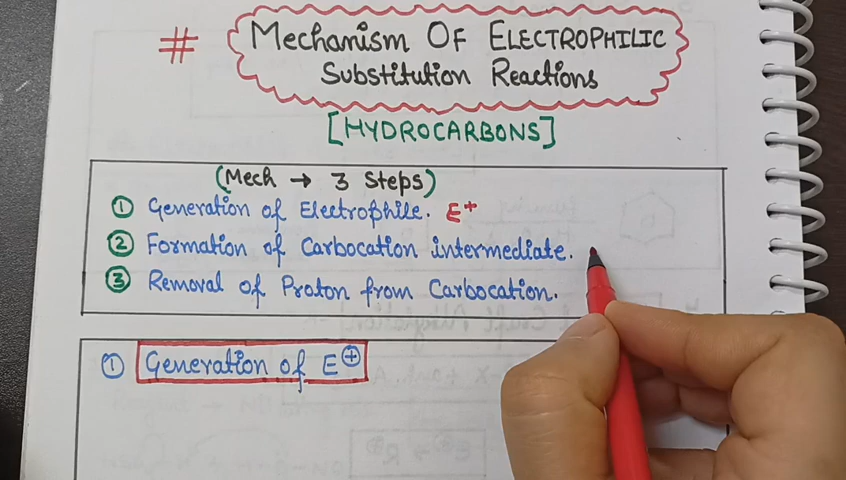 # Mechanism OF ELECTROPHILIC
Substitution Reactions
[HYDROCARBONS]
(Mech → 3 Steps)
① Generation of Electrophile. E+
② Formation of Carbocation intermediate.
③ Removal of Proton from Carbocation.
① Generation of E⊕